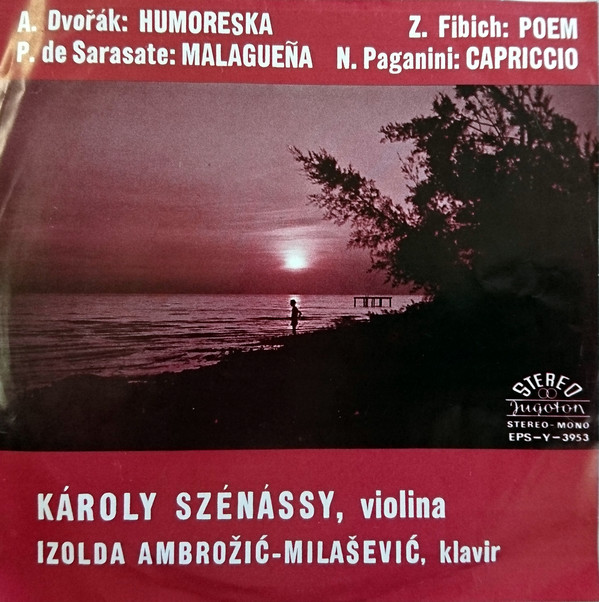 A. Dvořák: HUMORESKA Z. Fibich: POEM
P. de Sarasate: MALAGUEÑA N. Paganini: CAPRICCIO
STEREO
Jugoton
STEREO-MONO
EPS-Y-3953
KÁROLY SZÉNÁSSY, violina
IZOLDA AMBROŽIĆ-MILAŠEVIĆ, klavir